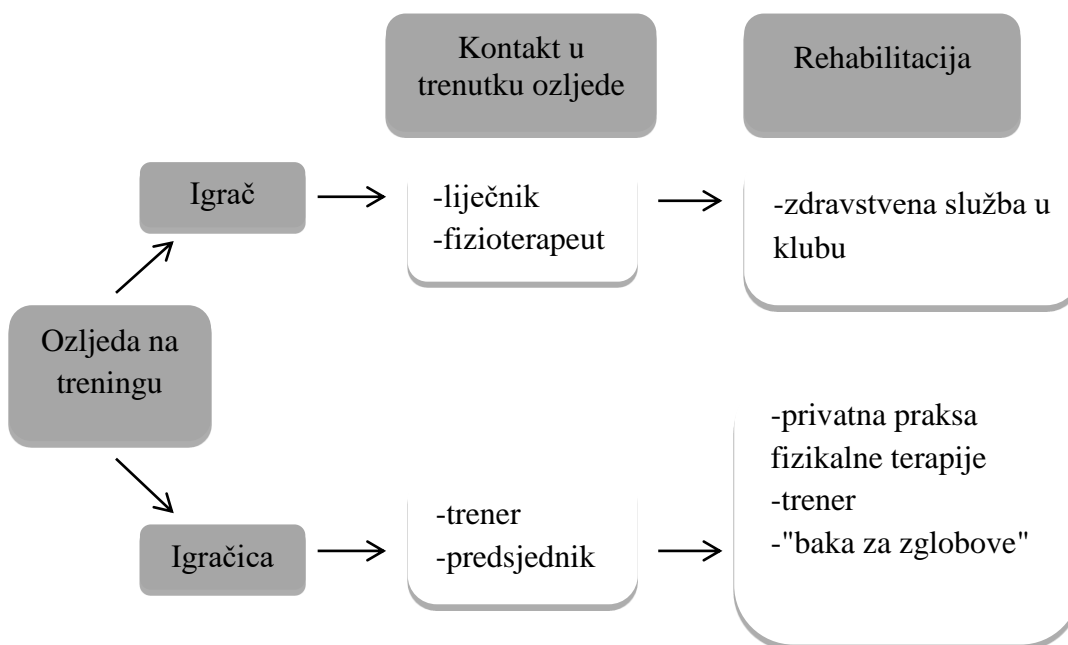 Kontakt u
trenutku ozljede
Rehabilitacija
Igrač
-liječnik
-fizioterapeut
-zdravstvena služba u
klubu
Ozljeda na
treningu
Igračica
-trener
-predsjednik
-privatna praksa
fizikalne terapije
-trener
-"baka za zglobove"